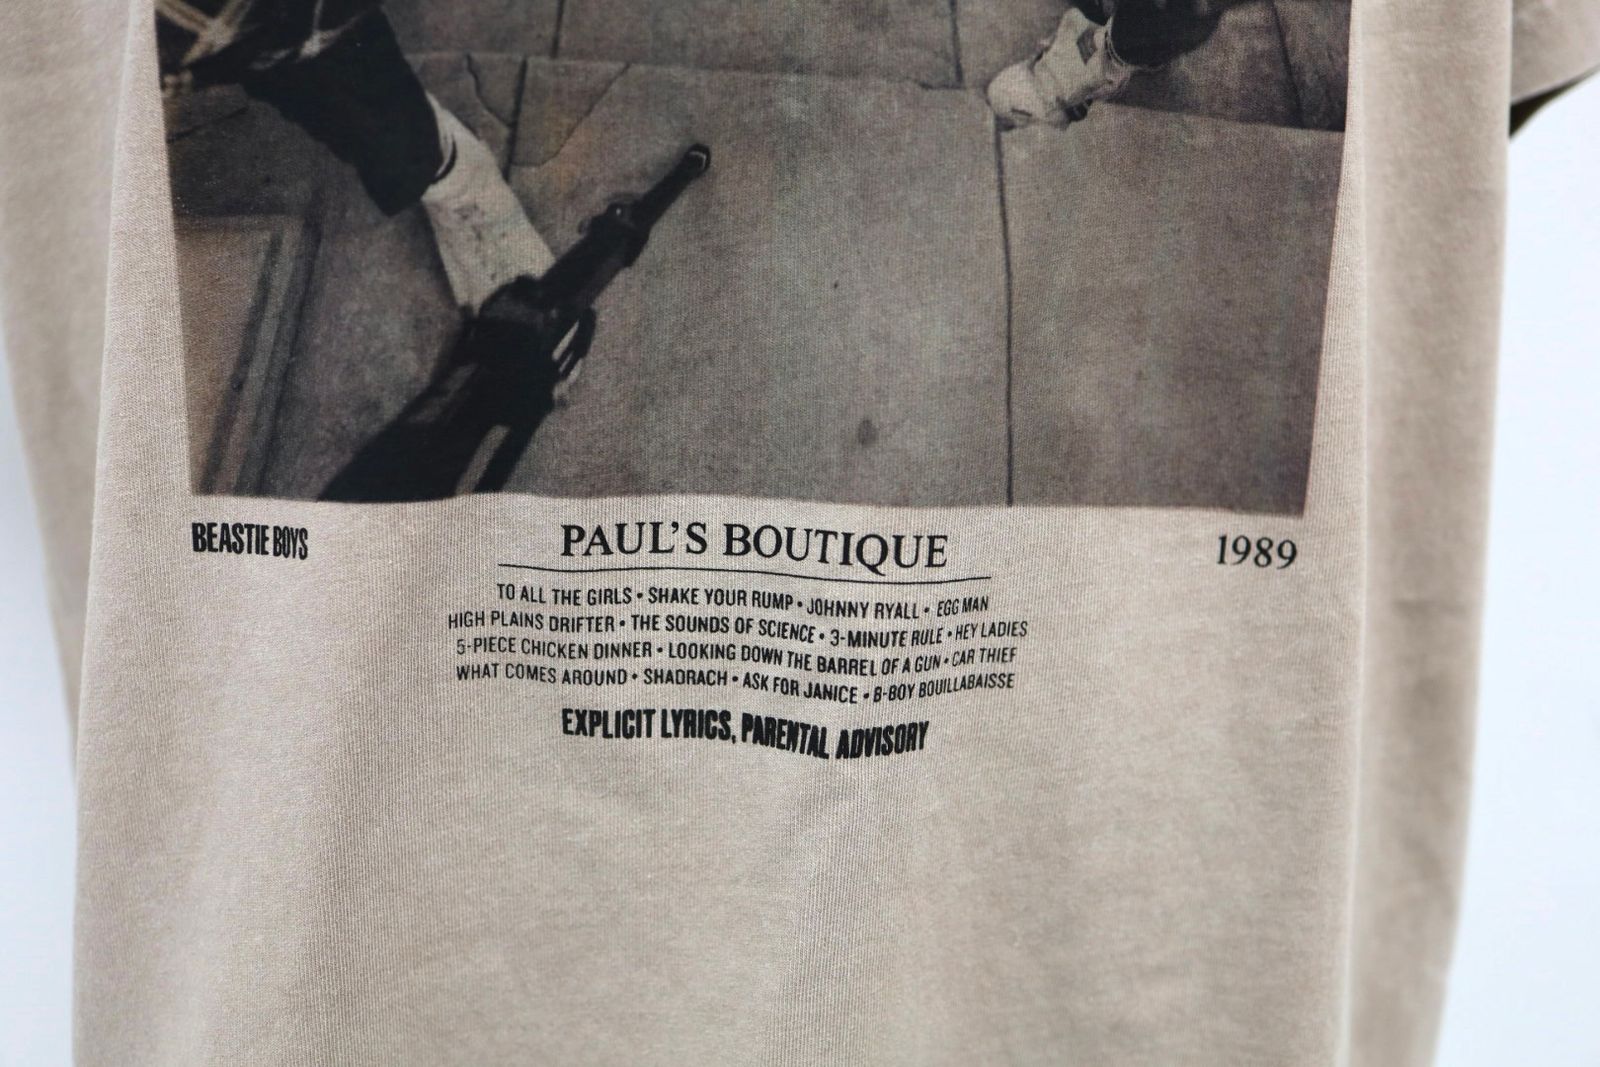 BEASTIE BOYS
PAUL'S BOUTIQUE
1989
TO ALL THE GIRLS • SHAKE YOUR RUMP • JOHNNY RYALL • EGG MAN
HIGH PLAINS DRIFTER • THE SOUNDS OF SCIENCE • 3-MINUTE RULE • HEY LADIES
5-PIECE CHICKEN DINNER • LOOKING DOWN THE BARREL OF A GUN • CAR THIEF
WHAT COMES AROUND • SHADRACH • ASK FOR JANICE • B-BOY BOUILLABAISSE
EXPLICIT LYRICS, PARENTAL ADVISORY